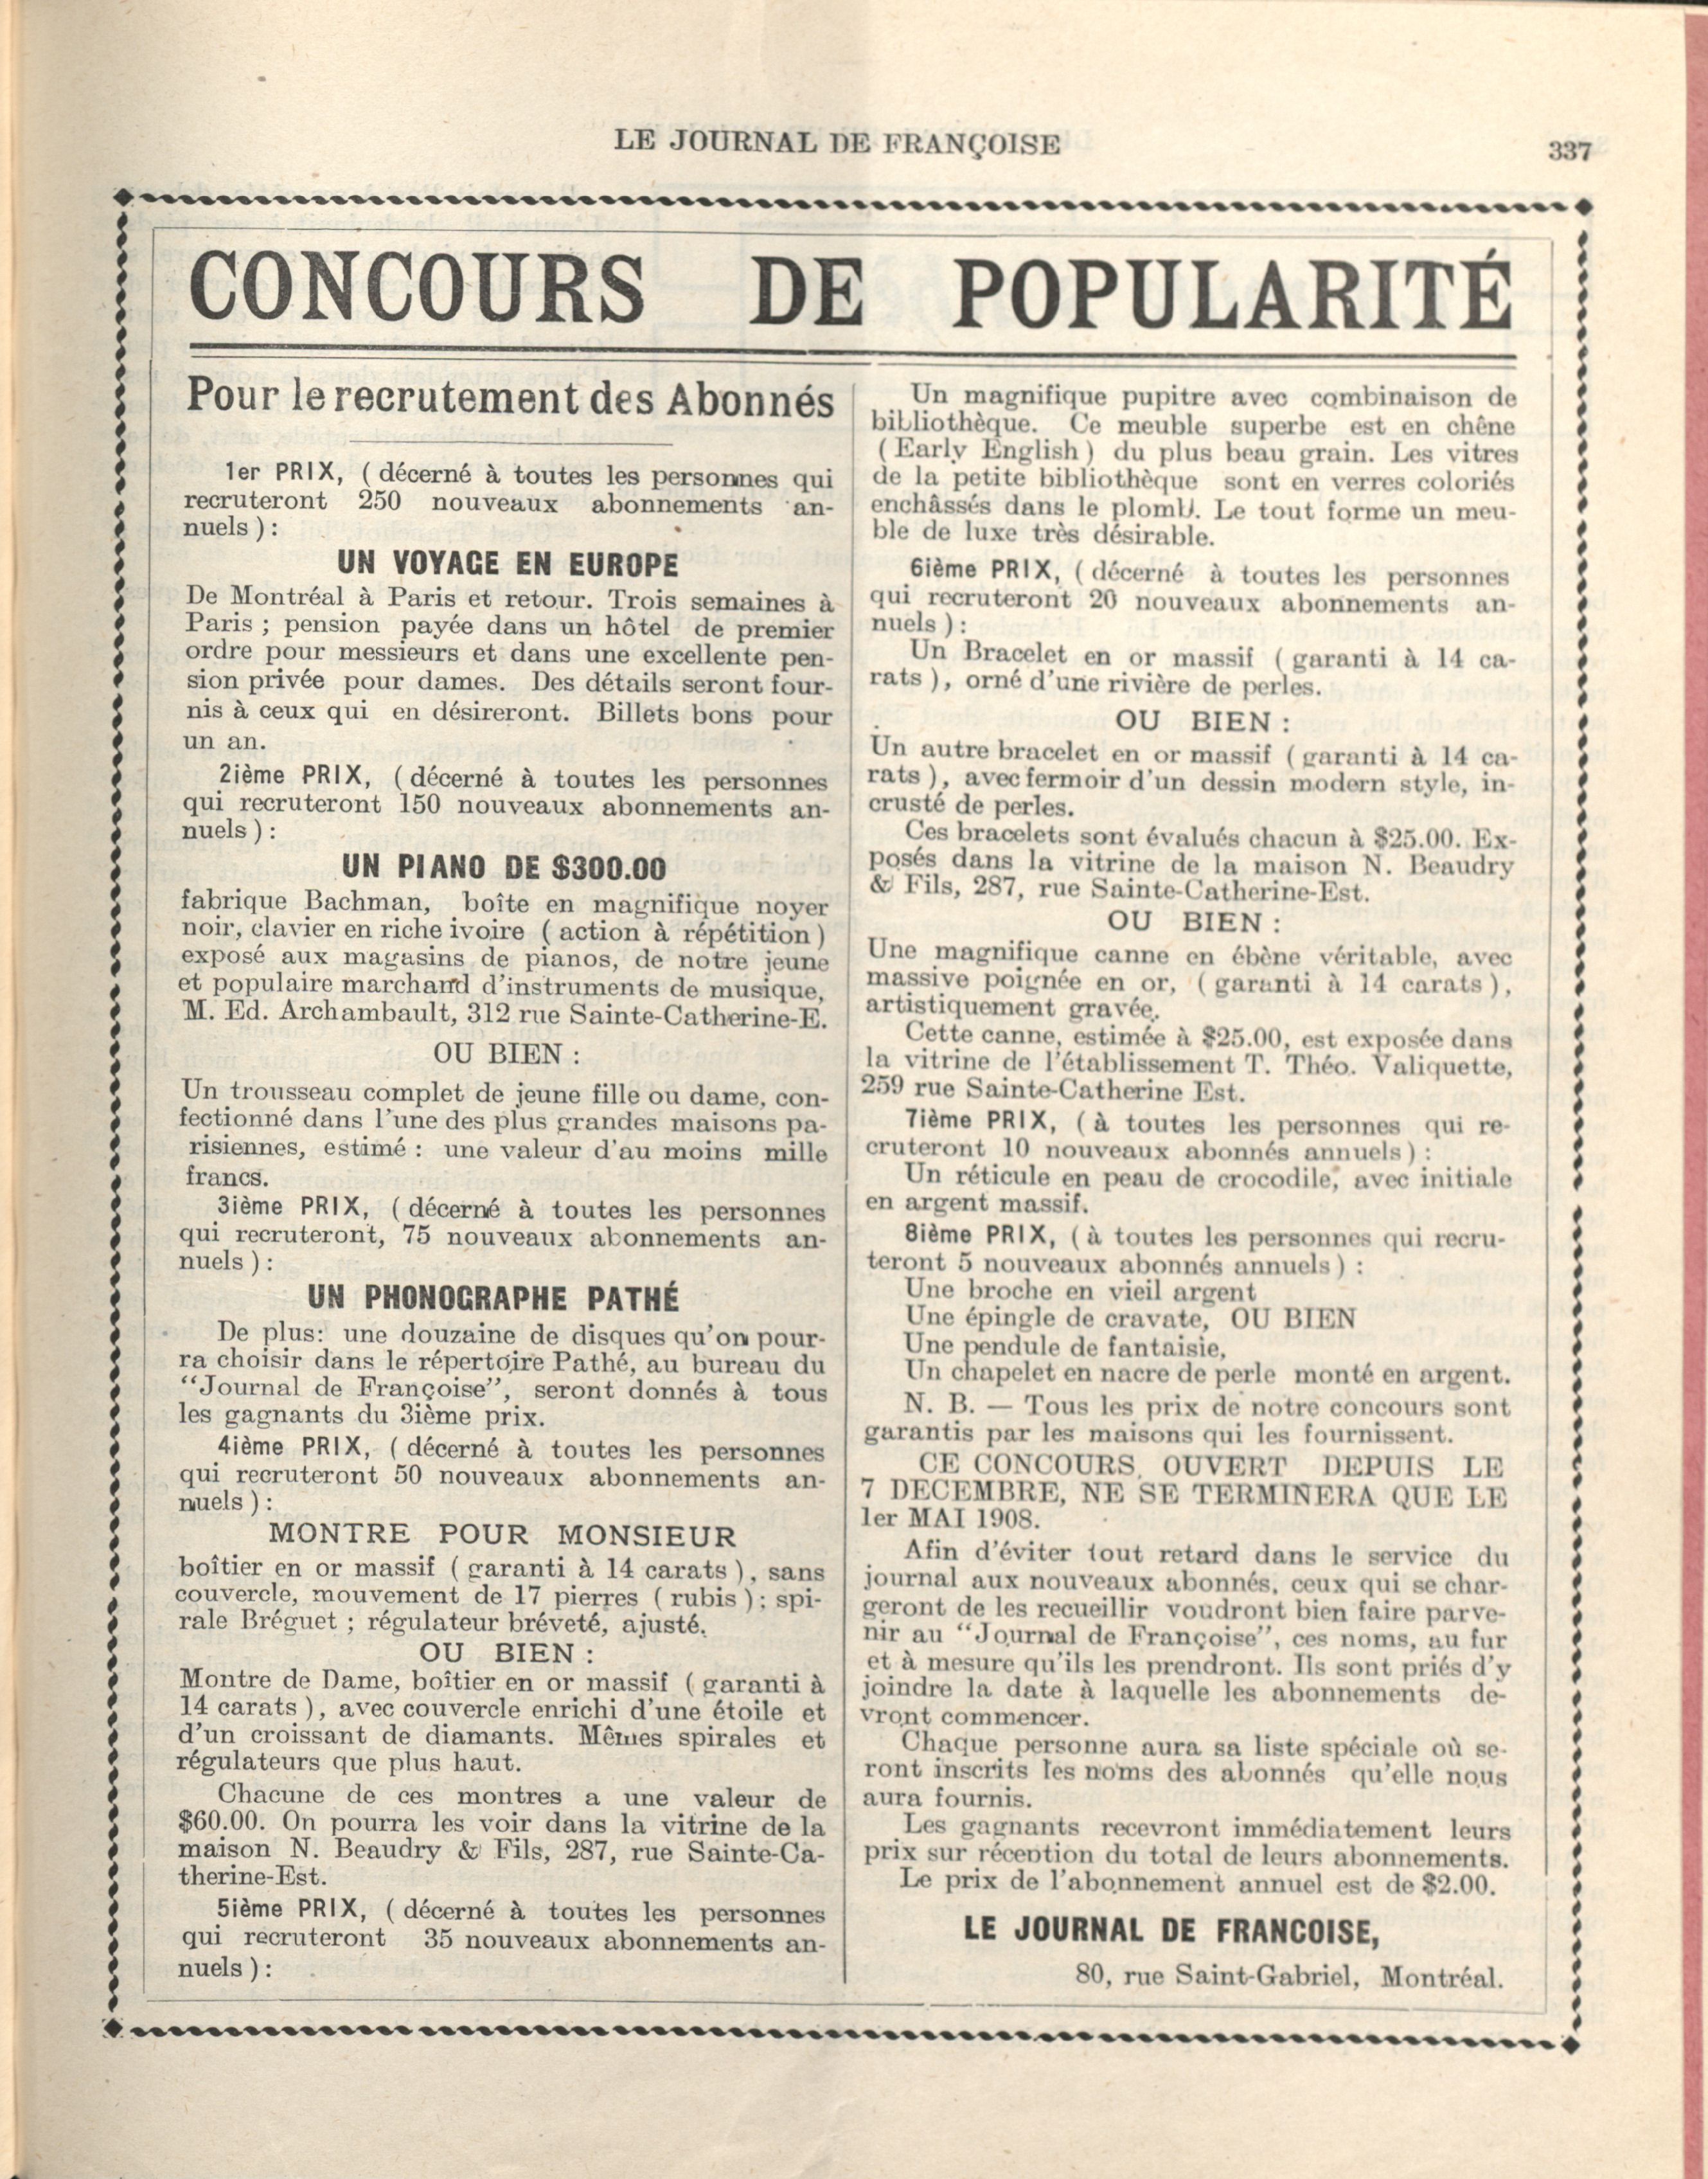 LE JOURNAL DE FRANÇOISE
337
CONCOURS DE POPULARITÉ
Pour le recrutement des Abonnés
1er PRIX, ( décerné à toutes les personnes qui
recruteront 250 nouveaux abonnements an-
nuels ) :
UN VOYAGE EN EUROPE
De Montréal à Paris et retour. Trois semaines à
Paris ; pension payée dans un hôtel de premier
ordre pour messieurs et dans une excellente pen-
sion privée pour dames. Des détails seront four-
nis à ceux qui en désireront. Billets bons pour
un an.
2ième PRIX, ( décerné à toutes les personnes
qui recruteront 150 nouveaux abonnements an-
nuels ) :
UN PIANO DE $300.00
fabrique Bachman, boîte en magnifique noyer
noir, clavier en riche ivoire ( action à répétition )
exposé aux magasins de pianos, de notre jeune
et populaire marchand d'instruments de musique,
M. Ed. Archambault, 312 rue Sainte-Catherine-E.
OU BIEN :
Un trousseau complet de jeune fille ou dame, con-
fectionné dans l'une des plus grandes maisons pa-
risiennes, estimé : une valeur d'au moins mille
francs.
3ième PRIX, ( décerné à toutes les personnes
qui recruteront, 75 nouveaux abonnements an-
nuels ) :
UN PHONOGRAPHE PATHÉ
De plus: une douzaine de disques qu'on pour-
ra choisir dans le répertoire Pathé, au bureau du
"Journal de Françoise", seront donnés à tous
les gagnants du 3ième prix.
4ième PRIX, ( décerné à toutes les personnes
qui recruteront 50 nouveaux abonnements an-
nuels ) :
MONTRE POUR MONSIEUR
boîtier en or massif ( garanti à 14 carats ), sans
couvercle, mouvement de 17 pierres ( rubis ) ; spi-
rale Bréguet ; régulateur bréveté, ajusté.
OU BIEN :
Montre de Dame, boîtier en or massif ( garanti à
14 carats ), avec couvercle enrichi d'une étoile et
d'un croissant de diamants. Mêmes spirales et
régulateurs que plus haut.
Chacune de ces montres a une valeur de
$60.00. On pourra les voir dans la vitrine de la
maison N. Beaudry & Fils, 287, rue Sainte-Ca-
therine-Est.
5ième PRIX, ( décerné à toutes les personnes
qui recruteront 35 nouveaux abonnements an-
nuels ) :
Un magnifique pupitre avec combinaison de
bibliothèque. Ce meuble superbe est en chêne
( Early English ) du plus beau grain. Les vitres
de la petite bibliothèque sont en verres coloriés
enchâssés dans le plomb. Le tout forme un meu-
ble de luxe très désirable.
6ième PRIX, ( décerné à toutes les personnes
qui recruteront 20 nouveaux abonnements an-
nuels ) :
Un Bracelet en or massif ( garanti à 14 ca-
rats ), orné d'une rivière de perles.
OU BIEN :
Un autre bracelet en or massif ( garanti à 14 ca-
rats ), avec fermoir d'un dessin modern style, in-
crusté de perles.
Ces bracelets sont évalués chacun à $25.00. Ex-
posés dans la vitrine de la maison N. Beaudry
& Fils, 287, rue Sainte-Catherine-Est.
OU BIEN :
Une magnifique canne en ébène véritable, avec
massive poignée en or, ( garanti à 14 carats ),
artistiquement gravée.
Cette canne, estimée à $25.00, est exposée dans
la vitrine de l'établissement T. Théo. Valiquette,
259 rue Sainte-Catherine Est.
7ième PRIX, ( à toutes les personnes qui re-
cruteront 10 nouveaux abonnés annuels ) :
Un réticule en peau de crocodile, avec initiale
en argent massif.
8ième PRIX, ( à toutes les personnes qui recru-
teront 5 nouveaux abonnés annuels ) :
Une broche en vieil argent
Une épingle de cravate, OU BIEN
Une pendule de fantaisie,
Un chapelet en nacre de perle monté en argent.
N. B. — Tous les prix de notre concours sont
garantis par les maisons qui les fournissent.
CE CONCOURS, OUVERT DEPUIS LE
7 DECEMBRE, NE SE TERMINERA QUE LE
1er MAI 1908.
Afin d'éviter tout retard dans le service du
journal aux nouveaux abonnés, ceux qui se char-
geront de les recueillir voudront bien faire parve-
nir au "Journal de Françoise", ces noms, au fur
et à mesure qu'ils les prendront. Ils sont priés d'y
joindre la date à laquelle les abonnements de-
vront commencer.
Chaque personne aura sa liste spéciale où se-
ront inscrits les noms des abonnés qu'elle nous
aura fournis.
Les gagnants recevront immédiatement leurs
prix sur réception du total de leurs abonnements.
Le prix de l'abonnement annuel est de $2.00.
LE JOURNAL DE FRANCOISE,
80, rue Saint-Gabriel, Montréal.